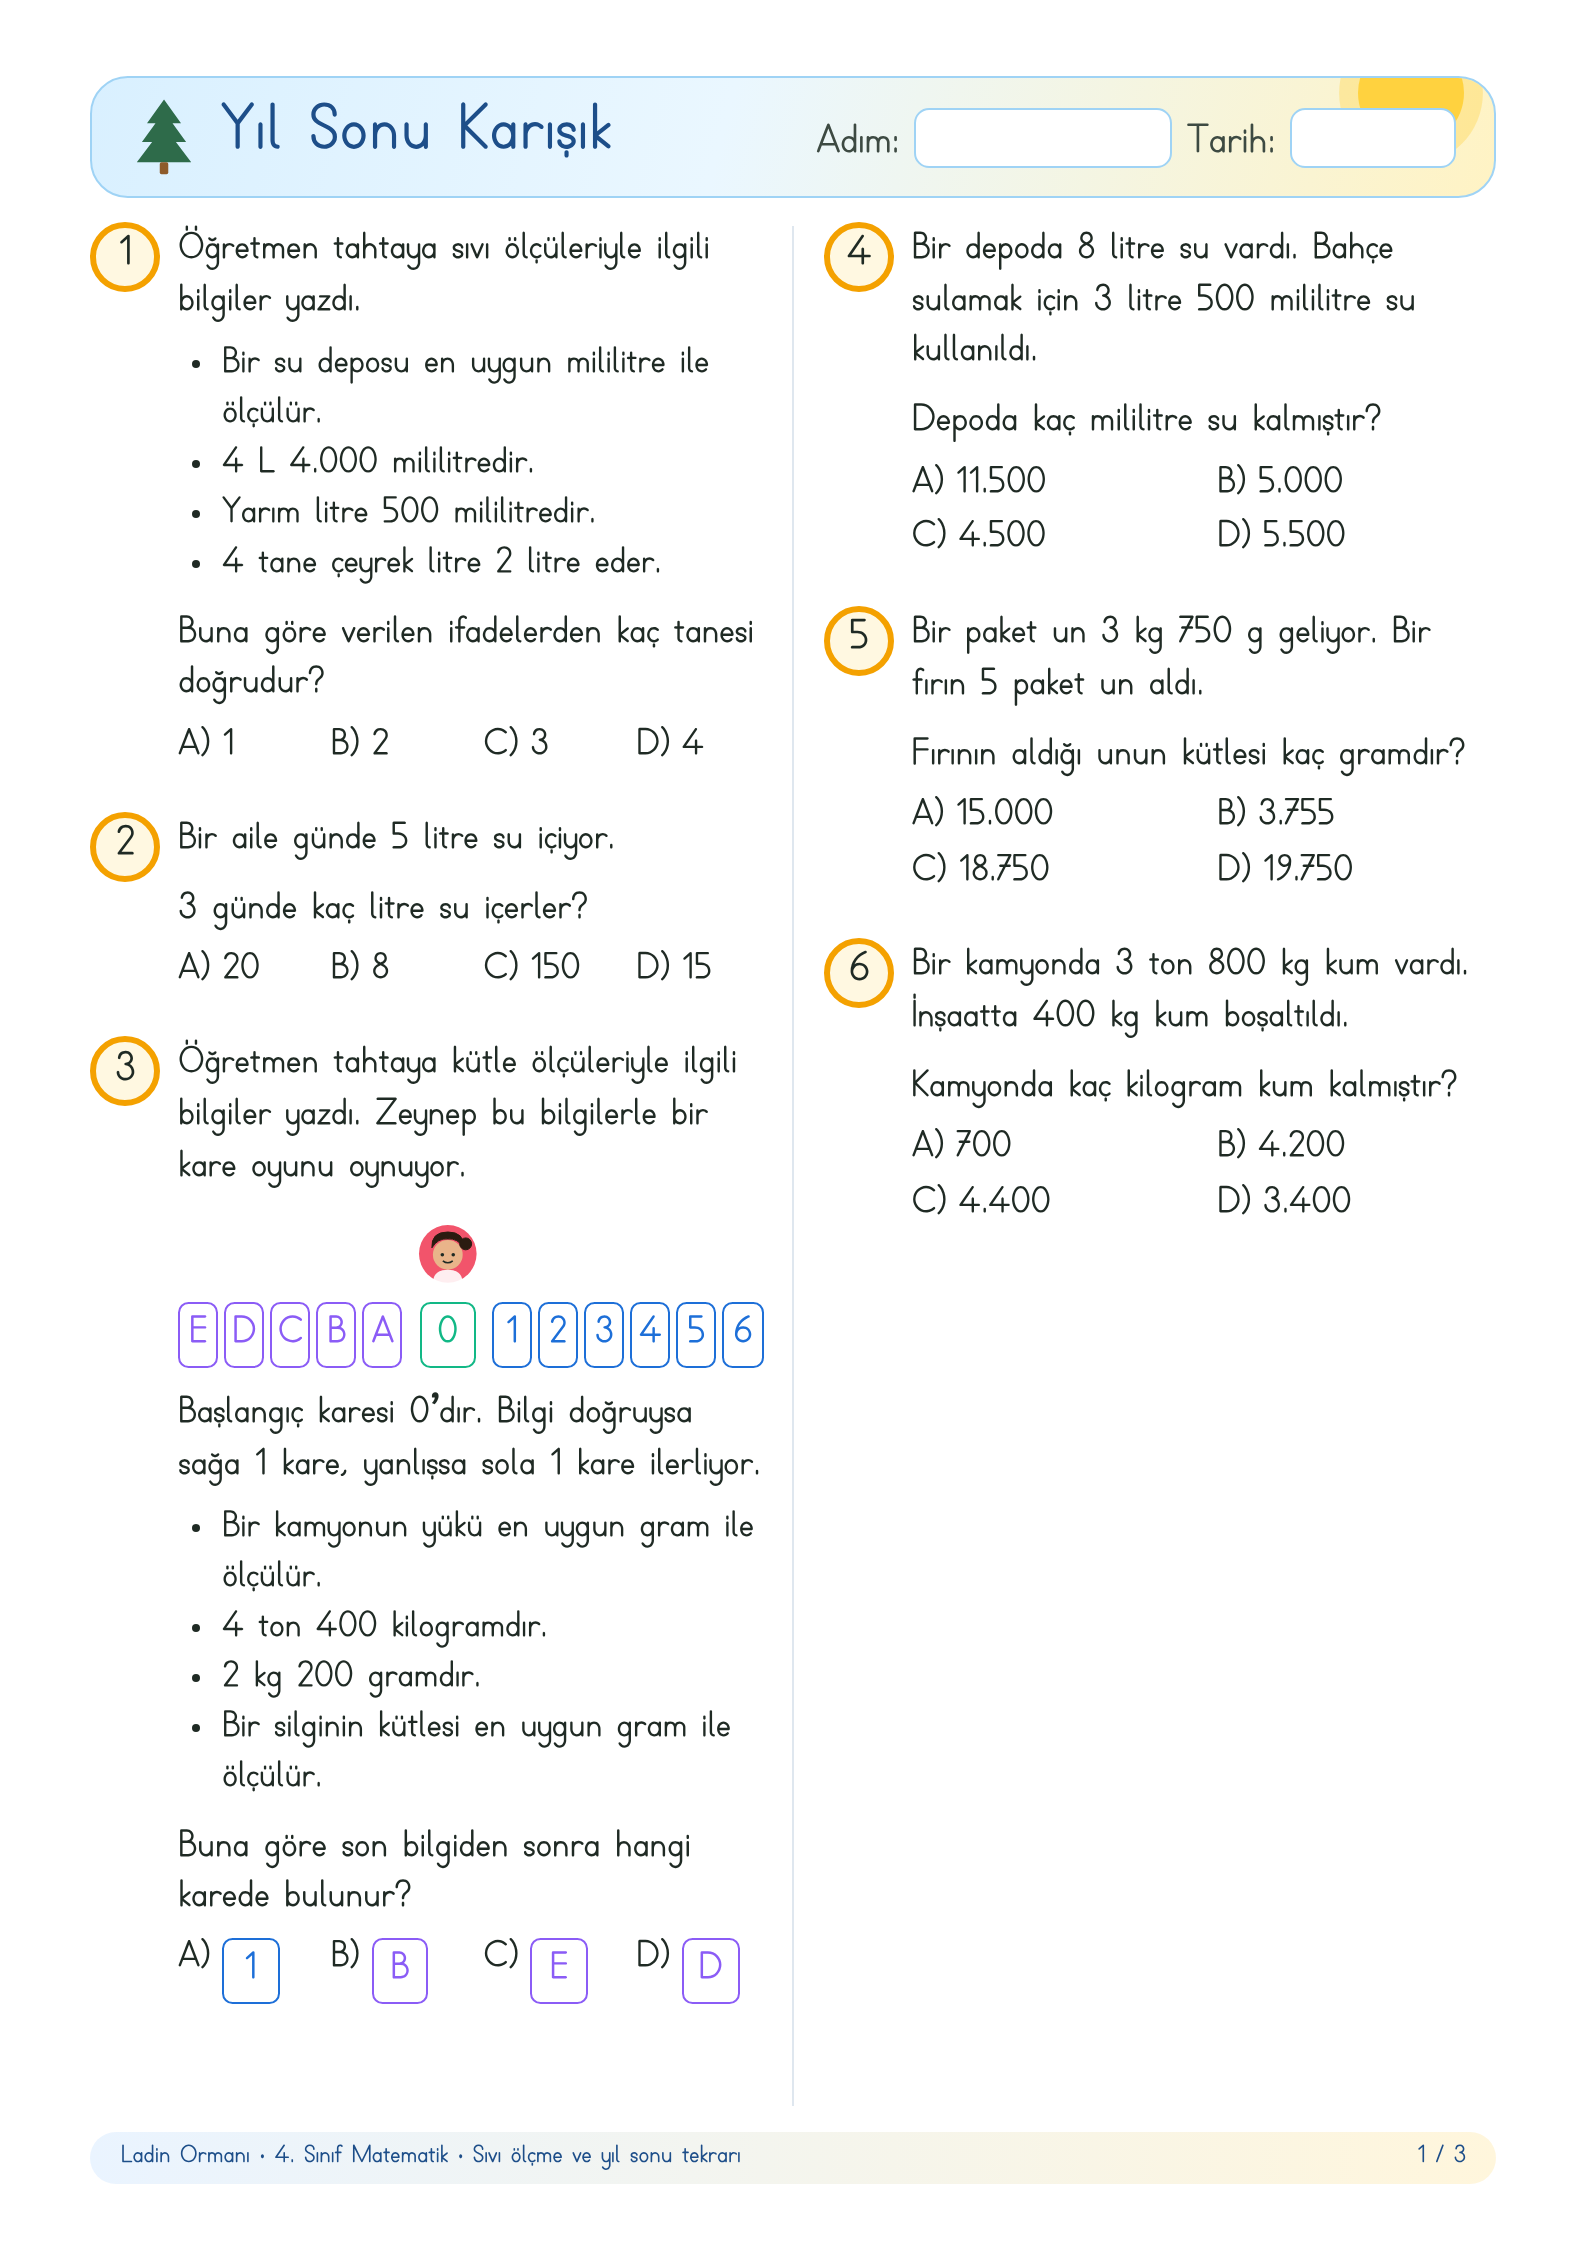 Yıl Sonu Karışık
Adım:
Tarih:
1
Öğretmen tahtaya sıvı ölçüleriyle ilgili
bilgiler yazdı.
• Bir su deposu en uygun mililitre ile
ölçülür.
• 4 L 4.000 mililitredir.
• Yarım litre 500 mililitredir.
• 4 tane çeyrek litre 2 litre eder.
Buna göre verilen ifadelerden kaç tanesi
doğrudur?
A) 1 B) 2 C) 3 D) 4
2
Bir aile günde 5 litre su içiyor.
3 günde kaç litre su içerler?
A) 20 B) 8 C) 150 D) 15
3
Öğretmen tahtaya kütle ölçüleriyle ilgili
bilgiler yazdı. Zeynep bu bilgilerle bir
kare oyunu oynuyor.
E D C B A 0 1 2 3 4 5 6
Başlangıç karesi 0’dır. Bilgi doğruysa
sağa 1 kare, yanlışsa sola 1 kare ilerliyor.
• Bir kamyonun yükü en uygun gram ile
ölçülür.
• 4 ton 400 kilogramdır.
• 2 kg 200 gramdır.
• Bir silginin kütlesi en uygun gram ile
ölçülür.
Buna göre son bilgiden sonra hangi
karede bulunur?
A) 1 B) B C) E D) D
4
Bir depoda 8 litre su vardı. Bahçe
sulamak için 3 litre 500 mililitre su
kullanıldı.
Depoda kaç mililitre su kalmıştır?
A) 11.500 B) 5.000
C) 4.500 D) 5.500
5
Bir paket un 3 kg 750 g geliyor. Bir
fırın 5 paket un aldı.
Fırının aldığı unun kütlesi kaç gramdır?
A) 15.000 B) 3.755
C) 18.750 D) 19.750
6
Bir kamyonda 3 ton 800 kg kum vardı.
İnşaatta 400 kg kum boşaltıldı.
Kamyonda kaç kilogram kum kalmıştır?
A) 700 B) 4.200
C) 4.400 D) 3.400
Ladin Ormanı • 4. Sınıf Matematik • Sıvı ölçme ve yıl sonu tekrarı
1 / 3